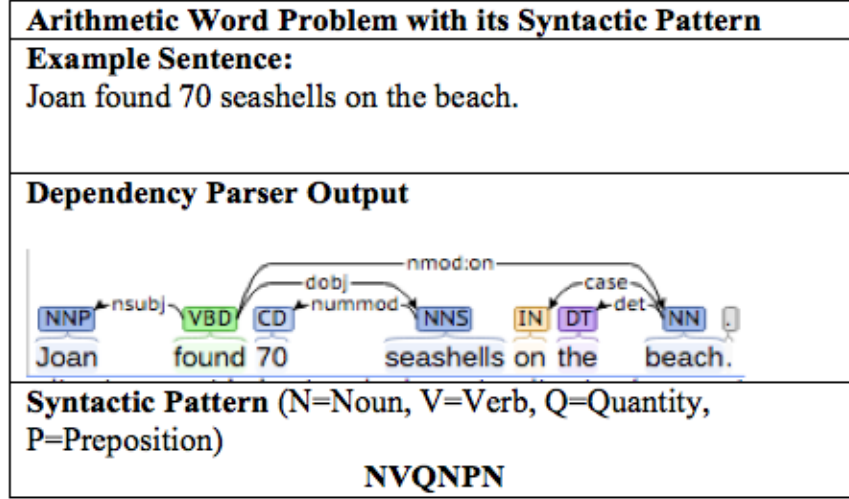 Arithmetic Word Problem with its Syntactic Pattern
Example Sentence:
Joan found 70 seashells on the beach.
Dependency Parser Output
nmod:on
dobj case
nsubj nummod det
NNP VBD CD NNS IN DT NN .
Joan found 70 seashells on the beach.
Syntactic Pattern (N=Noun, V=Verb, Q=Quantity,
P=Preposition)
NVQNPN